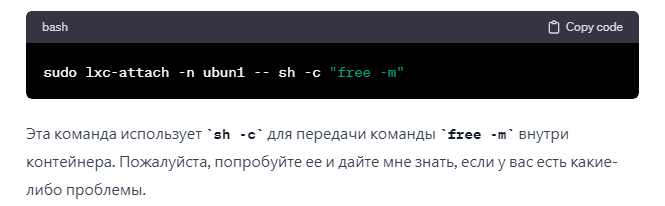 bash
Copy code
sudo lxc-attach -n ubun1 -- sh -c "free -m"
Эта команда использует `sh -c` для передачи команды `free -m` внутри
контейнера. Пожалуйста, попробуйте ее и дайте мне знать, если у вас есть какие-
либо проблемы.